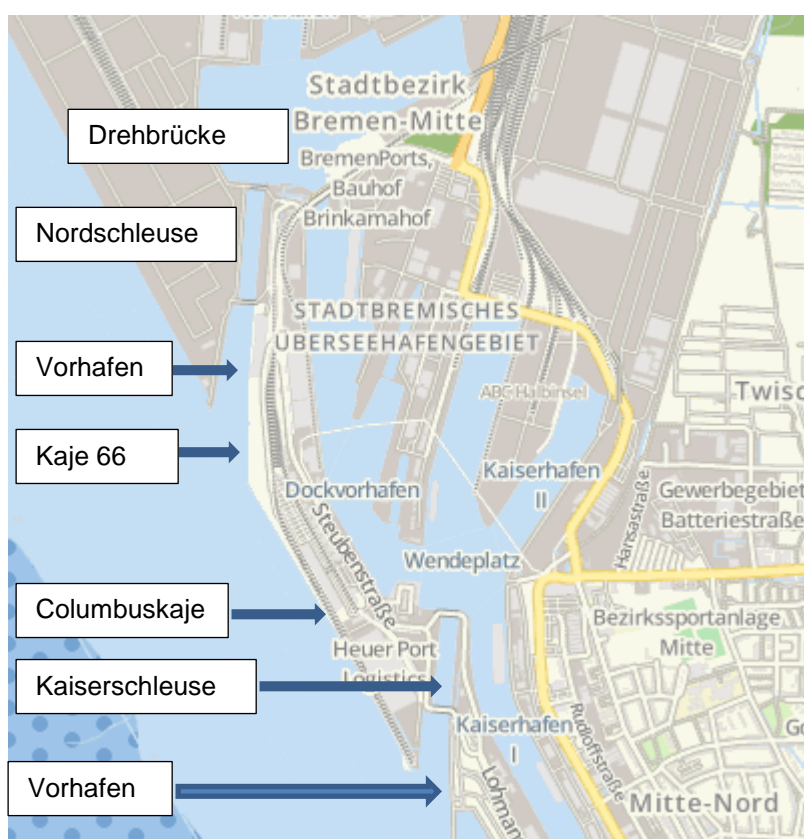 Stadtbezirk
Bremen-Mitte
Drehbrücke
BremenPorts,
Bauhof
Brinkamahof
Nordschleuse
STADTBREMISCHES
ÜBERSEEHAFENGEBIET
Vorhafen
ABC Halbinsel
Twisc
Kaje 66
Kaiserhafen
II
Dockvorhafen
Gewerbegebiet
Batteriestraße
Hansastraße
Steubenstraße
Wendeplatz
Columbuskaje
Bezirkssportanlage
Mitte
Heuer Port
Logistics
Kaiserschleuse
Kaiserhafen
I
Rudloffstraße
Go
Vorhafen
Lohman
Mitte-Nord